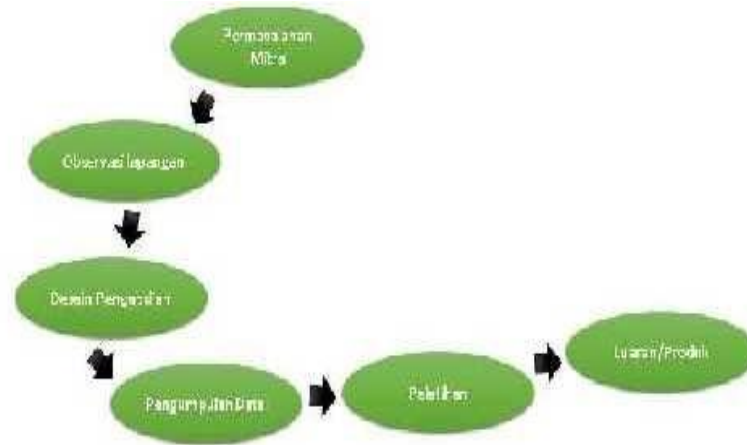 Permasalahan
Mitra
Observasi lapangan
Desain Pengabdian
Pengumpulan Data
Pelatihan
Luaran/Produk